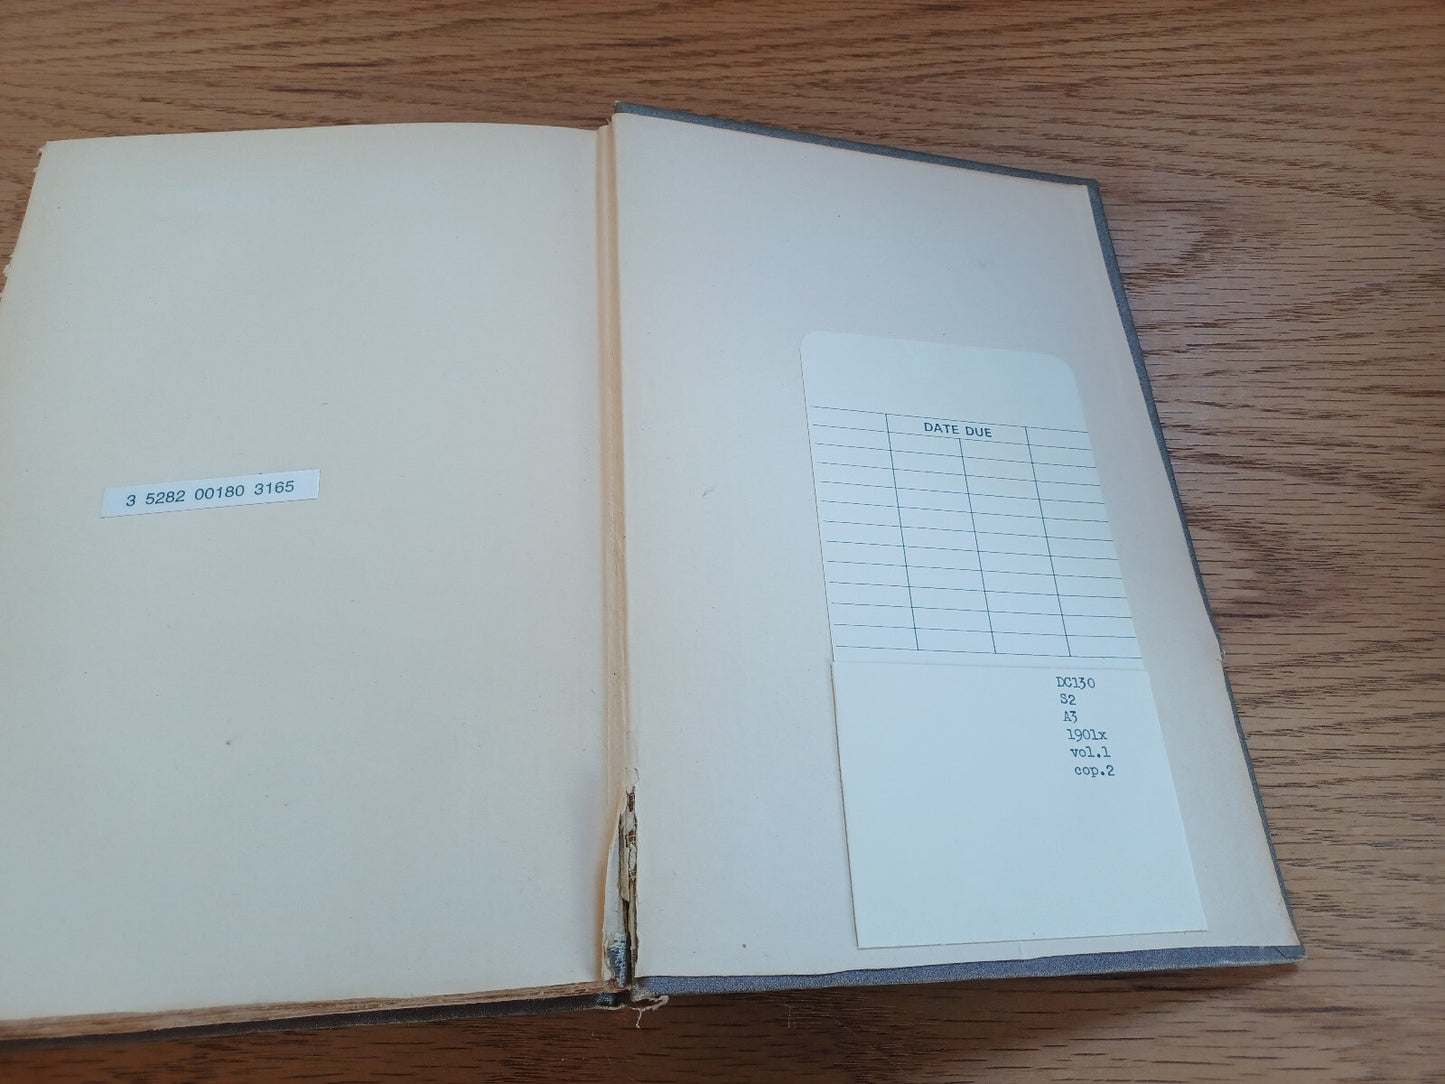 3 5282 00180 3165
DATE DUE
DC130
S2
A3
1901x
vol.1
cop.2